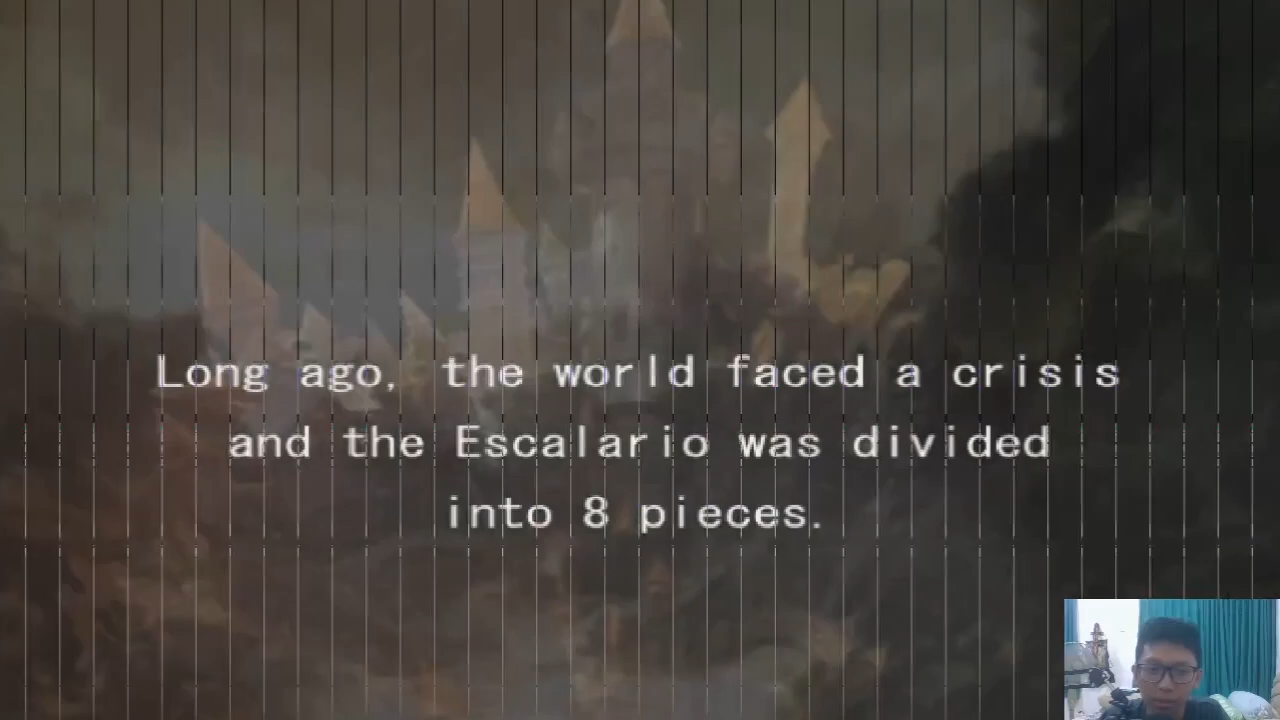 Long ago, the world faced a crisis
and the Escalario was divided
into 8 pieces.